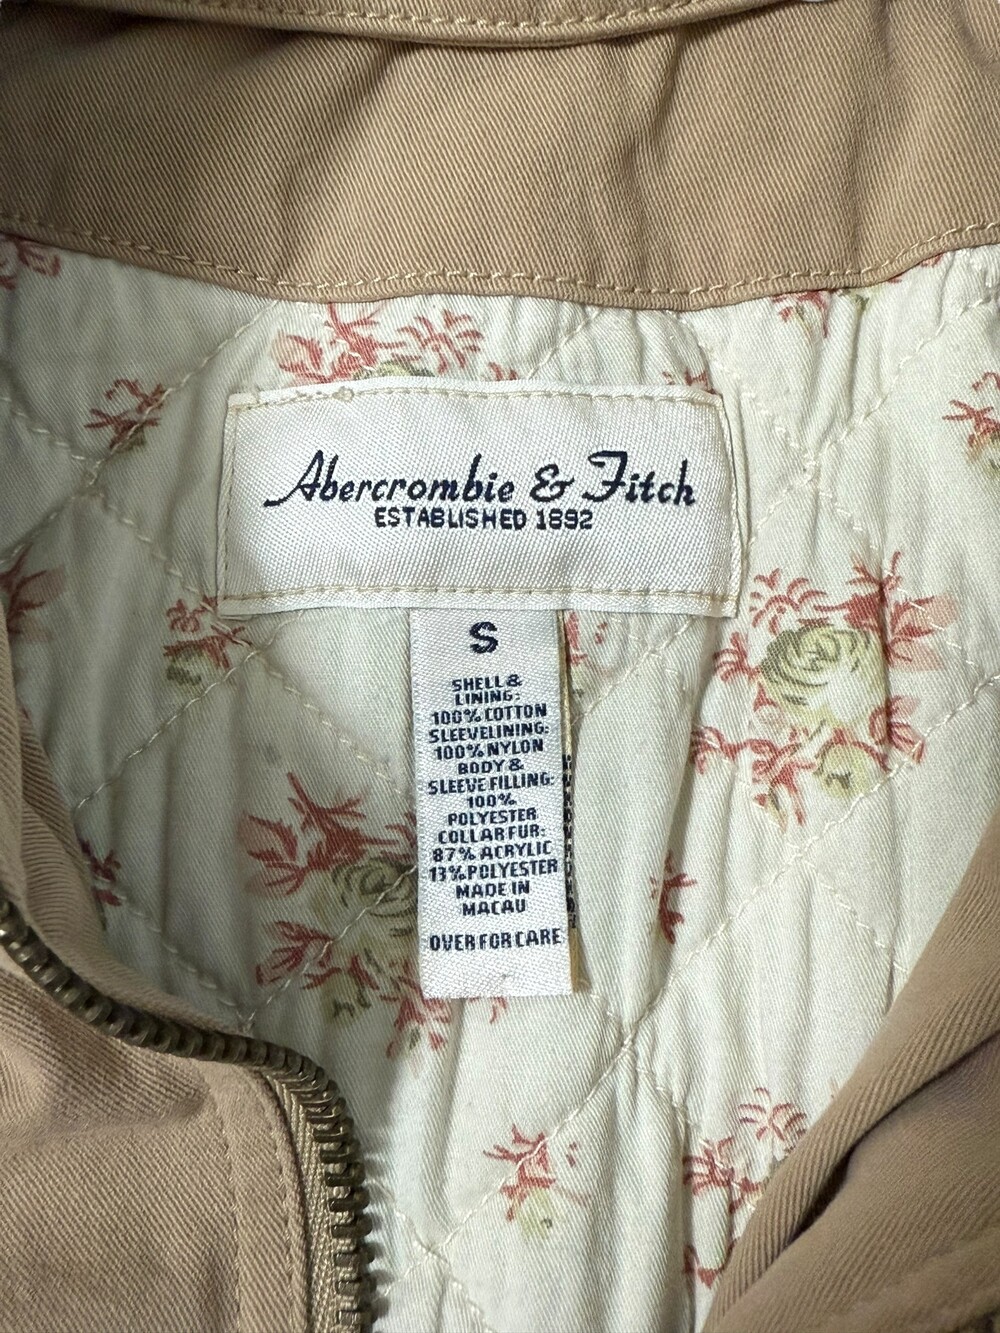 Abercrombie & Fitch
ESTABLISHED 1892
S
SHELL &
LINING:
100% COTTON
SLEEVELINING:
100% NYLON
BODY &
SLEEVE FILLING:
100%
POLYESTER
COLLAR FUR:
87% ACRYLIC
13% POLYESTER
MADE IN
MACAU
OVER FOR CARE